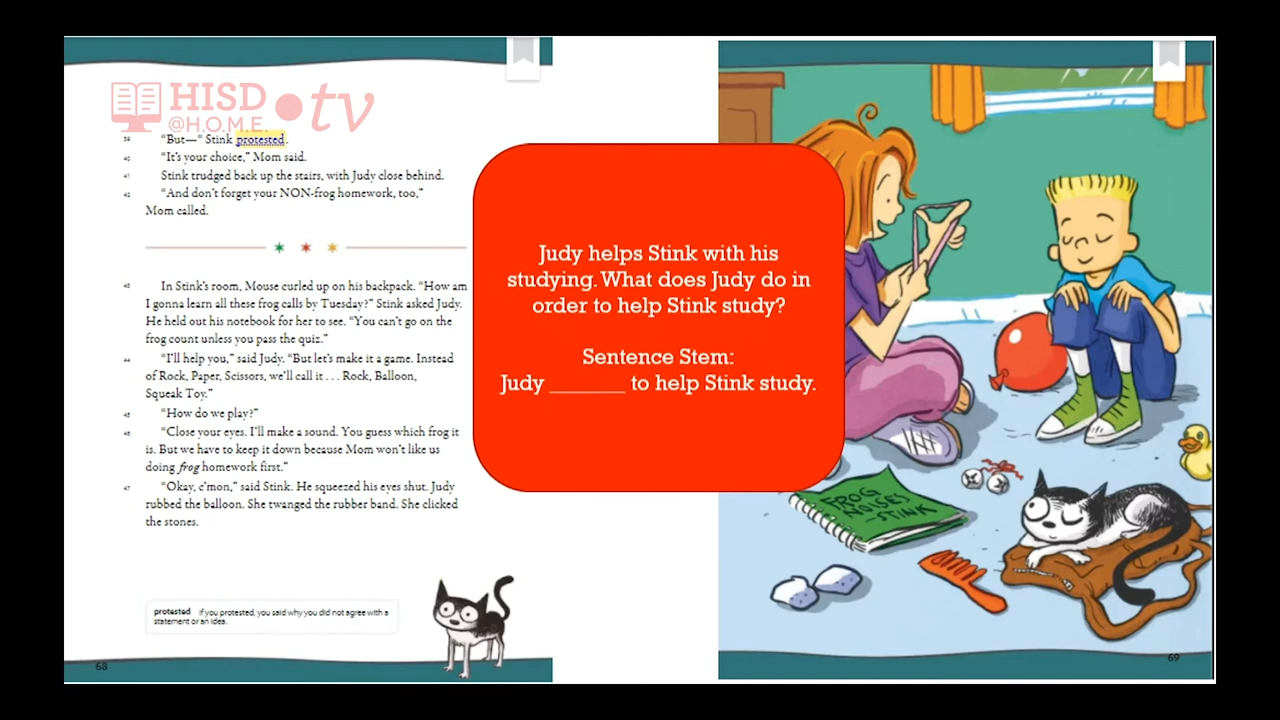 HISD
@H.O.M.E.
tv
39 “But—“ Stink protested.
40 “It’s your choice,” Mom said.
41 Stink trudged back up the stairs, with Judy close behind.
42 “And don’t forget your NON-frog homework, too,”
Mom called.
43 In Stink’s room, Mouse curled up on his backpack. “How am
I gonna learn all these frog calls by Tuesday?” Stink asked Judy.
He held out his notebook for her to see. “You can’t go on the
frog count unless you pass the quiz.”
44 “I’ll help you,” said Judy. “But let’s make it a game. Instead
of Rock, Paper, Scissors, we’ll call it . . . Rock, Balloon,
Squeak Toy.”
45 “How do we play?”
46 “Close your eyes. I’ll make a sound. You guess which frog it
is. But we have to keep it down because Mom won’t like us
doing frog homework first.”
47 “Okay, c’mon,” said Stink. He squeezed his eyes shut. Judy
rubbed the balloon. She twanged the rubber band. She clicked
the stones.
protested If you protested, you said why you did not agree with a
statement or an idea.
68
Judy helps Stink with his
studying. What does Judy do in
order to help Stink study?
Sentence Stem:
Judy ________ to help Stink study.
FROG
NOISES
-STINK
69